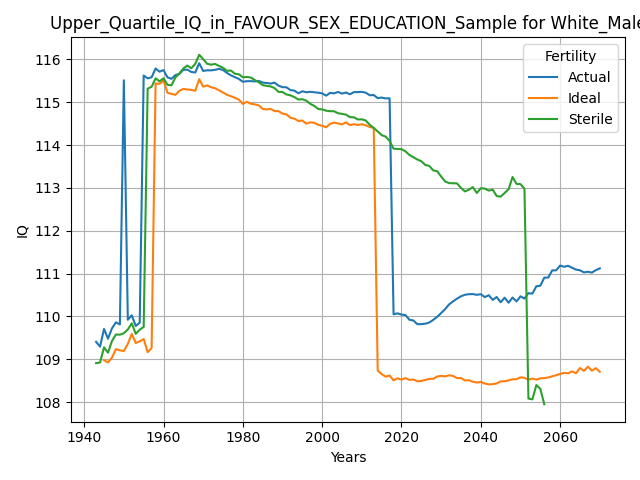 Upper_Quartile_IQ_in_FAVOUR_SEX_EDUCATION_Sample for White_Male
Fertility
Actual
Ideal
Sterile
IQ
116
115
114
113
112
111
110
109
108
1940 1960 1980 2000 2020 2040 2060
Years